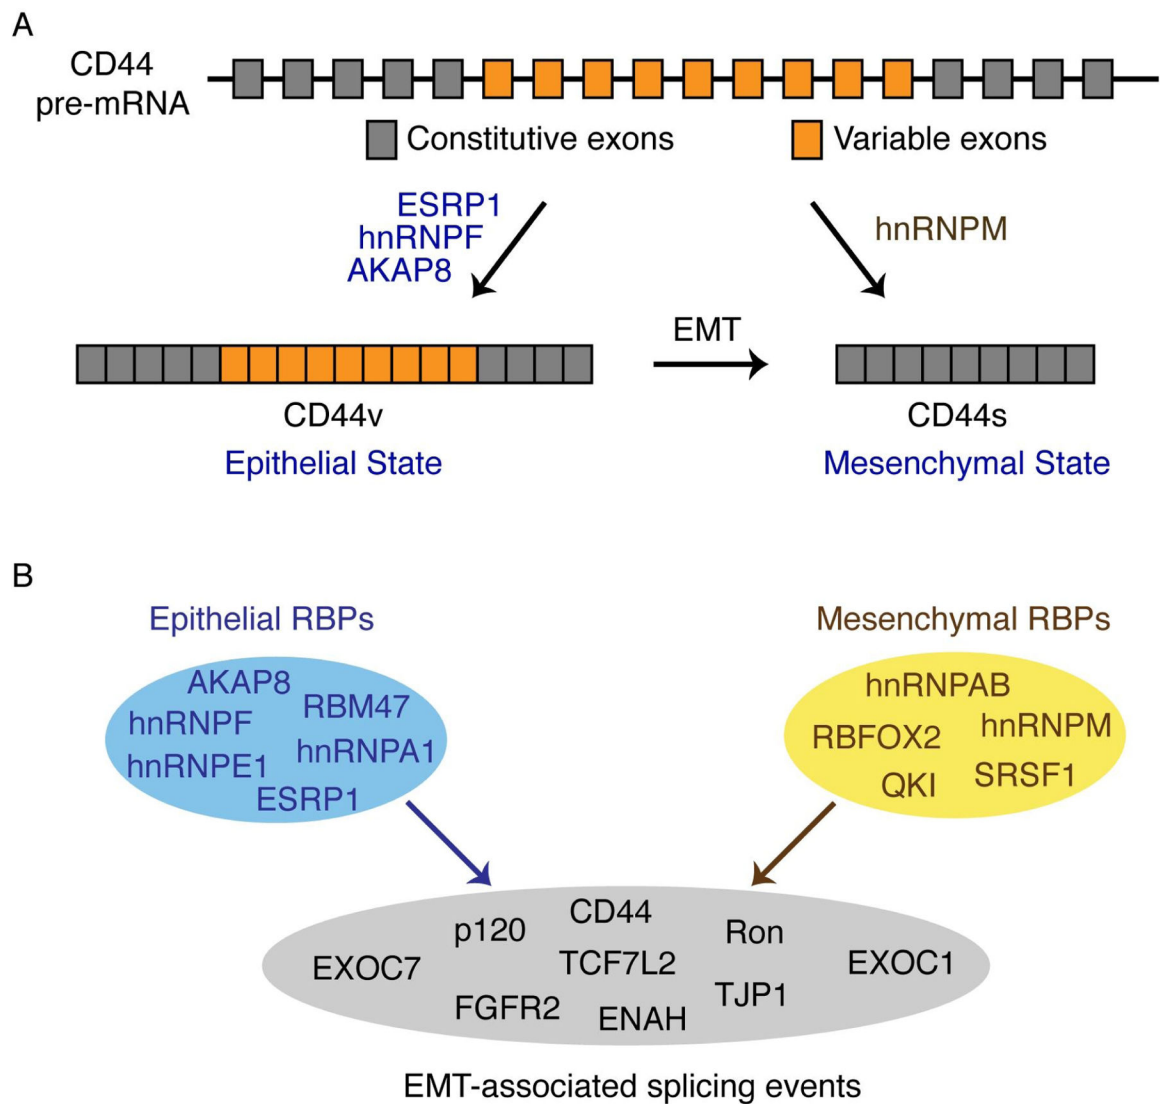 A
CD44
pre-mRNA
Constitutive exons
Variable exons
ESRP1
hnRNPF
AKAP8
hnRNPM
EMT
CD44v
CD44s
Epithelial State
Mesenchymal State
B
Epithelial RBPs
Mesenchymal RBPs
AKAP8
RBM47
hnRNPF
hnRNPA1
hnRNPE1
ESRP1
hnRNPAB
hnRNPM
RBFOX2
SRSF1
QKI
CD44
p120
Ron
EXOC7
TCF7L2
EXOC1
TJP1
FGFR2
ENAH
EMT-associated splicing events